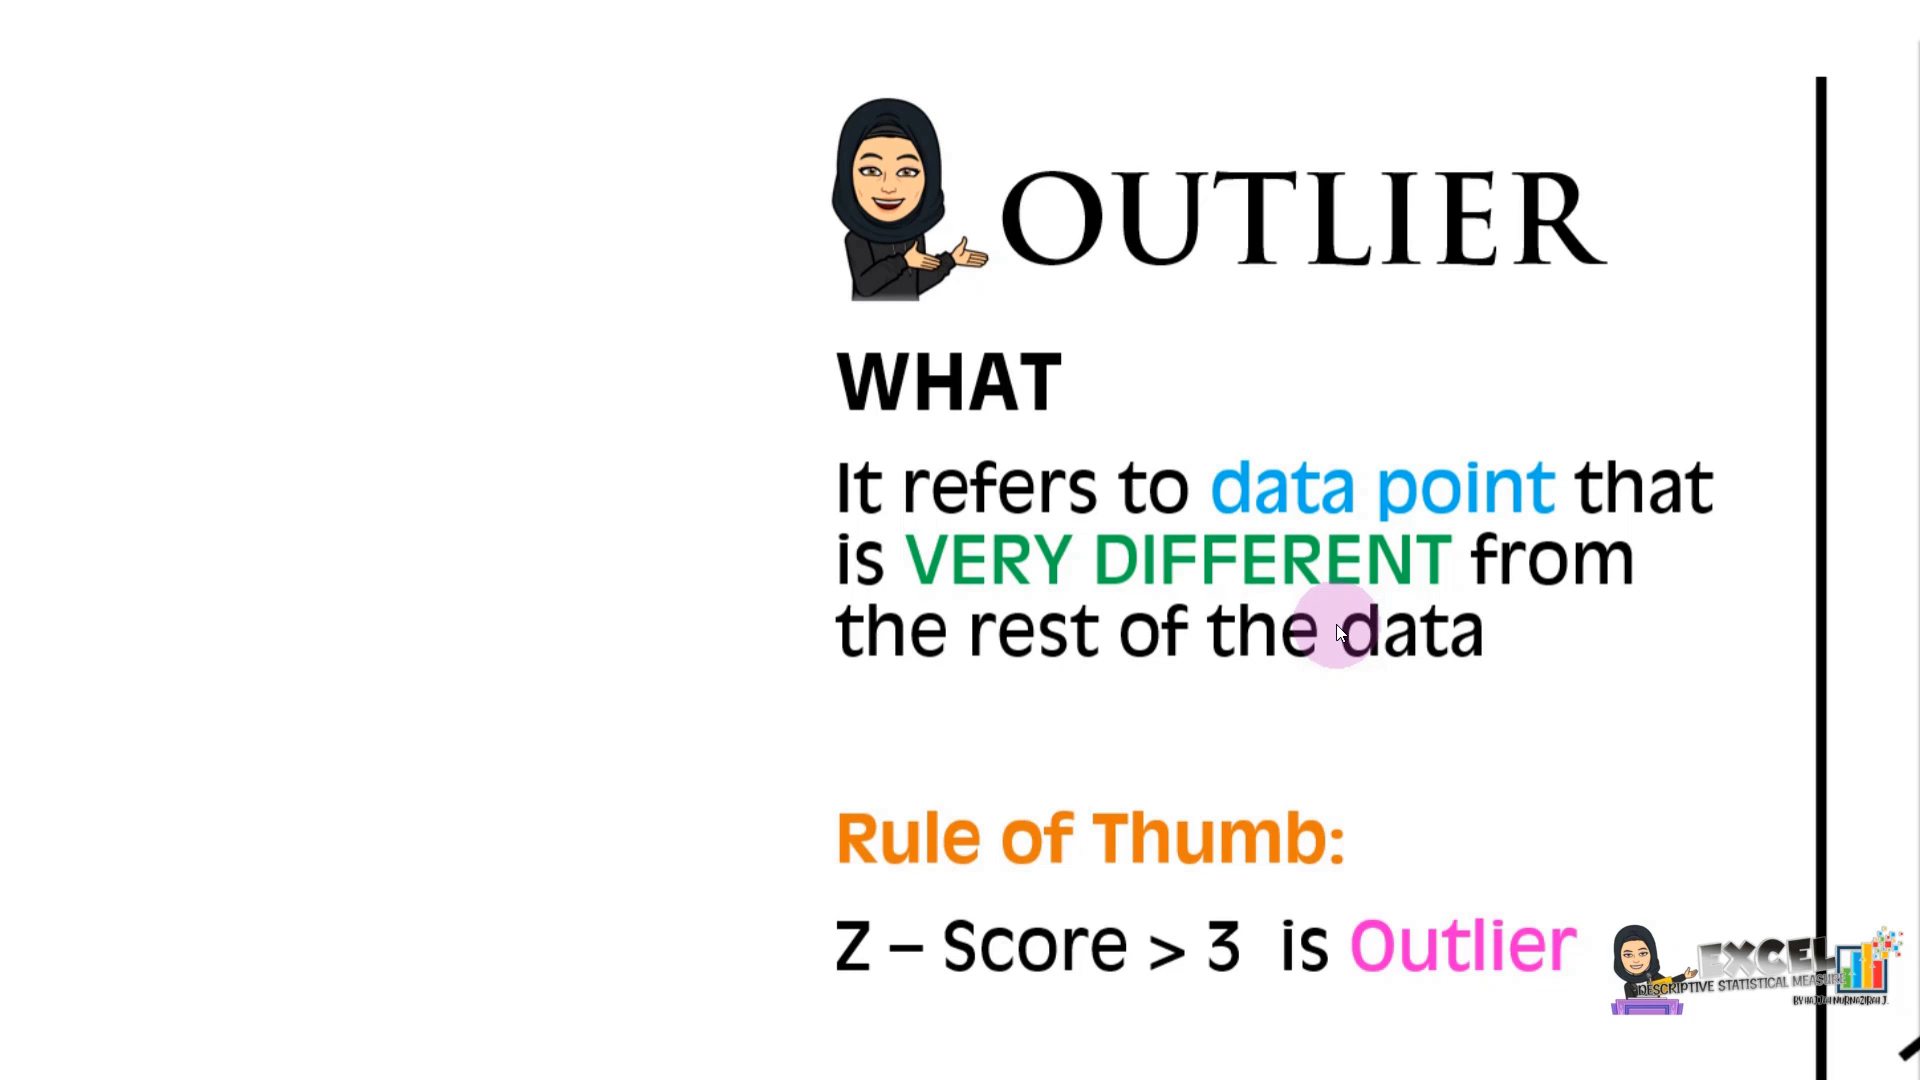 OUTLIER
WHAT
It refers to data point that
is VERY DIFFERENT from
the rest of the data
Rule of Thumb:
Z – Score > 3 is Outlier
EXCEL
DESCRIPTIVE STATISTICAL MEASURE